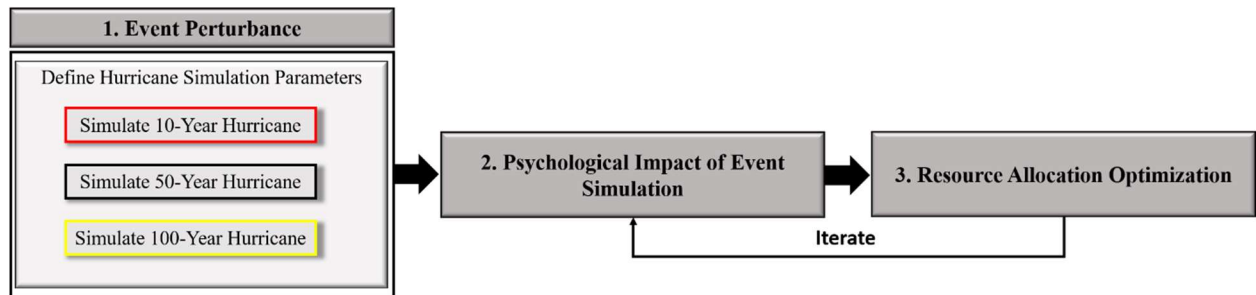 1. Event Perturbance
Define Hurricane Simulation Parameters
Simulate 10-Year Hurricane
Simulate 50-Year Hurricane
Simulate 100-Year Hurricane
2. Psychological Impact of Event
Simulation
3. Resource Allocation Optimization
Iterate